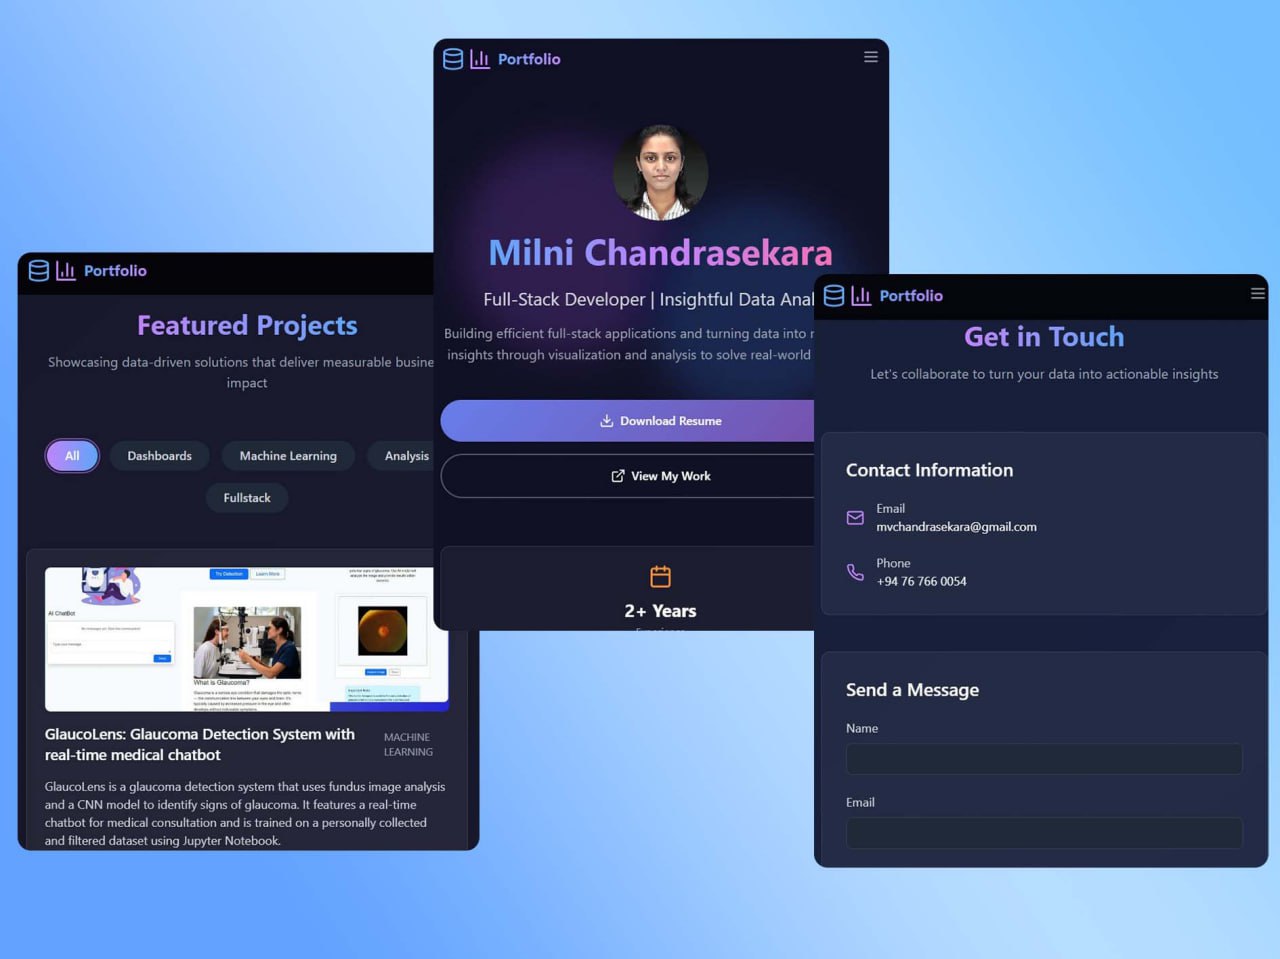 Portfolio
Featured Projects
Showcasing data-driven solutions that deliver measurable busine
impact
All
Dashboards
Machine Learning
Analysis
Fullstack
Try Detection
Learn More
AI ChatBot
Type your message
What is Glaucoma?
GlaucoLens: Glaucoma Detection System with
real-time medical chatbot
MACHINE
LEARNING
GlaucoLens is a glaucoma detection system that uses fundus image analysis
and a CNN model to identify signs of glaucoma. It features a real-time
chatbot for medical consultation and is trained on a personally collected
and filtered dataset using Jupyter Notebook.
Portfolio
Milni Chandrasekara
Full-Stack Developer | Insightful Data Anal
Building efficient full-stack applications and turning data into
insights through visualization and analysis to solve real-world
Download Resume
View My Work
2+ Years
Portfolio
Get in Touch
Let's collaborate to turn your data into actionable insights
Contact Information
Email
mvchandrasekara@gmail.com
Phone
+94 76 766 0054
Send a Message
Name
Email